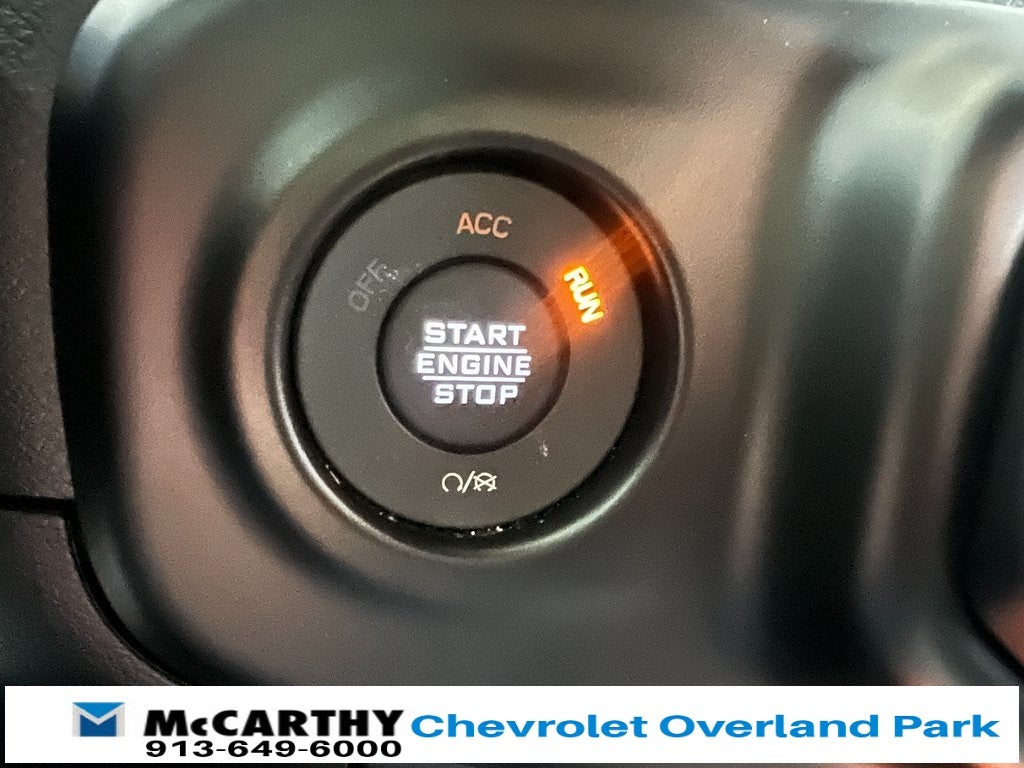 ACC
OFF
RUN
START
ENGINE
STOP
McCARTHY
913-649-6000
Chevrolet Overland Park